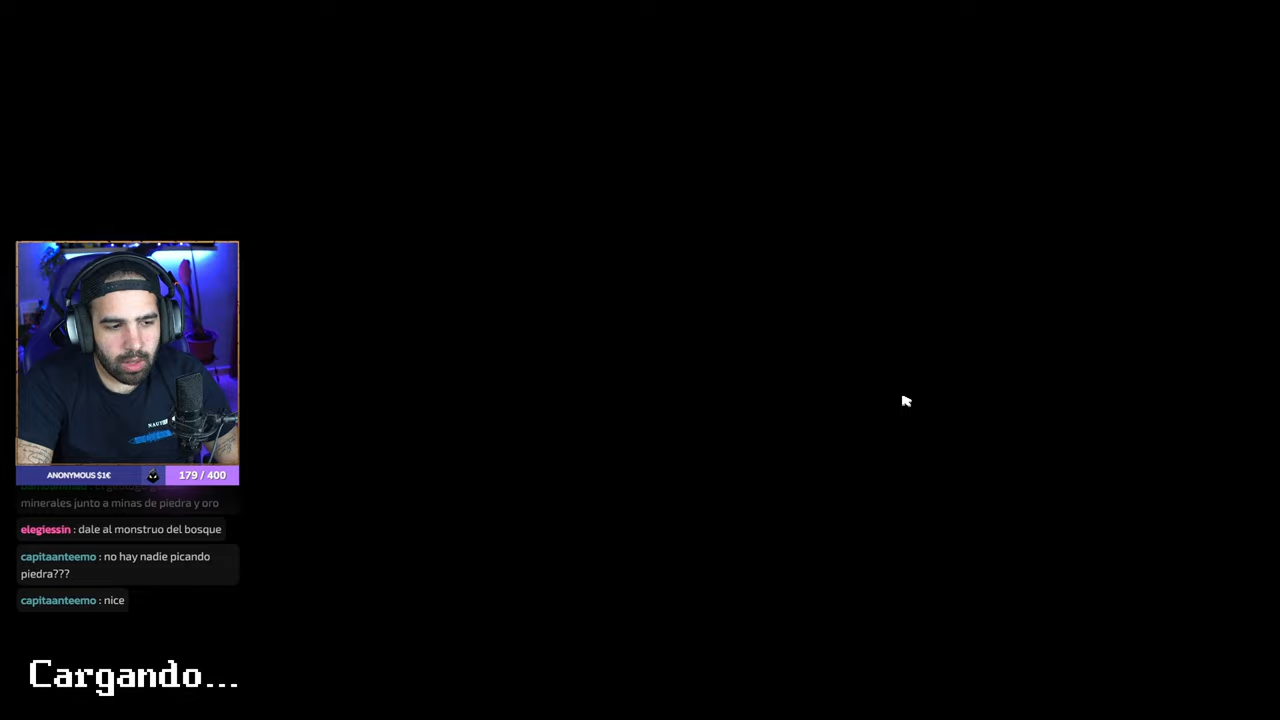 NAUT
ANONYMOUS $1€
179 / 400
minerales junto a minas de piedra y oro
elegiessin : dale al monstruo del bosque
capitaanteemo : no hay nadie picando
piedra???
capitaanteemo : nice
Cargando...